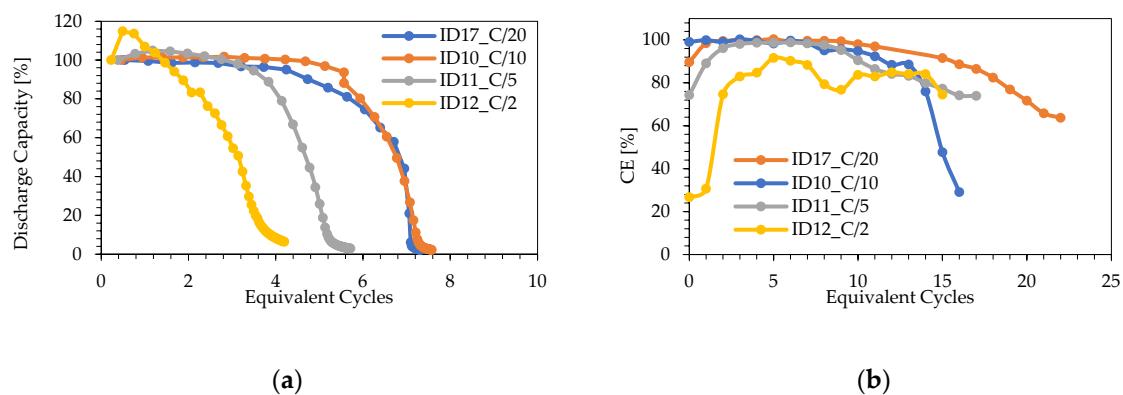 120
100
80
60
40
20
0
0 2 4 6 8 10
Discharge Capacity [%]
Equivalent Cycles
ID17_C/20
ID10_C/10
ID11_C/5
ID12_C/2
(a)
100
80
60
40
20
0
0 5 10 15 20 25
CE [%]
Equivalent Cycles
ID17_C/20
ID10_C/10
ID11_C/5
ID12_C/2
(b)